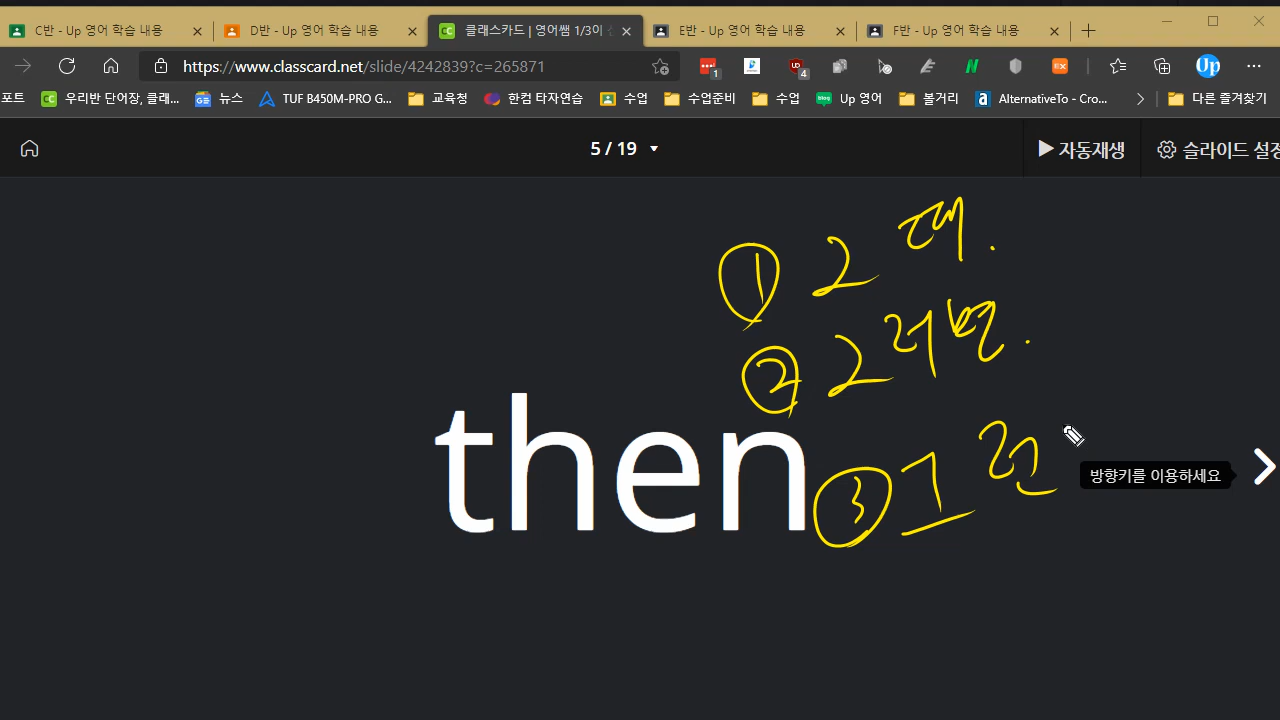 C반 - Up 영어 학습 내용
D반 - Up 영어 학습 내용
클래스카드 | 영어쌤 1/3이
E반 - Up 영어 학습 내용
F반 - Up 영어 학습 내용
https://www.classcard.net/slide/4242839?c=265871
1
4
Up
포트
우리반 단어장, 클래...
뉴스
TUF B450M-PRO G...
교육청
한컴 타자연습
수업
수업준비
수업
Up 영어
볼거리
AlternativeTo - Cro...
다른 즐겨찾기
5 / 19
자동재생
슬라이드 설정
① 그 때.
② 그러면.
then
③ 그런
방향키를 이용하세요